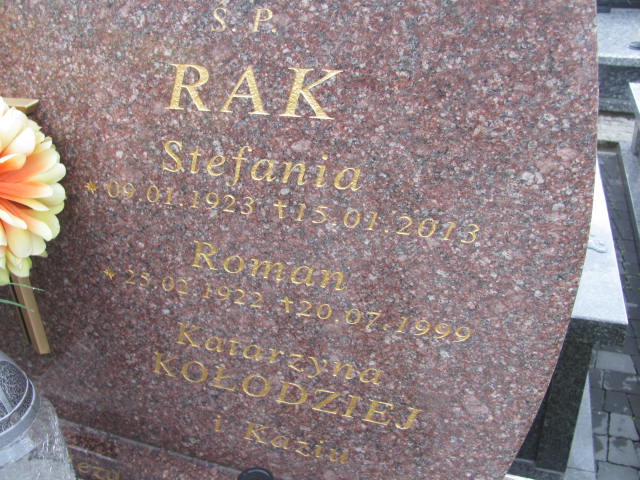 Ś. P.
RAK
Stefania
* 09.01.1923 † 15.01.2013
Roman
* 25.02.1922 † 20.07.1999
Katarzyna
KOŁODZIEJ
i Kaziu